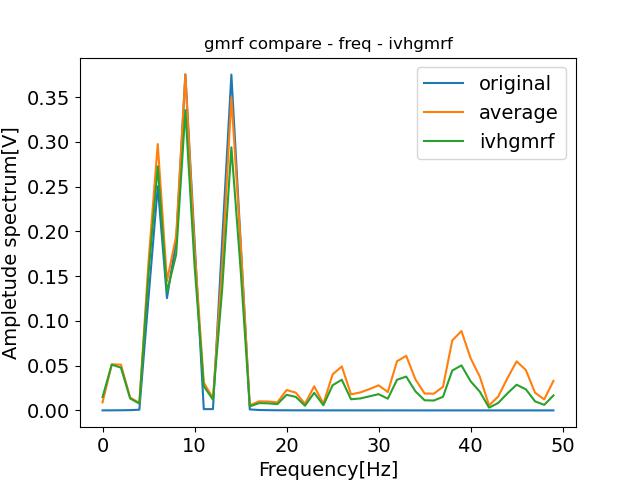 gmrf compare - freq - ivhgmrf
original
average
ivhgmrf
Ampletude spectrum[V]
0.35
0.30
0.25
0.20
0.15
0.10
0.05
0.00
0 10 20 30 40 50
Frequency[Hz]